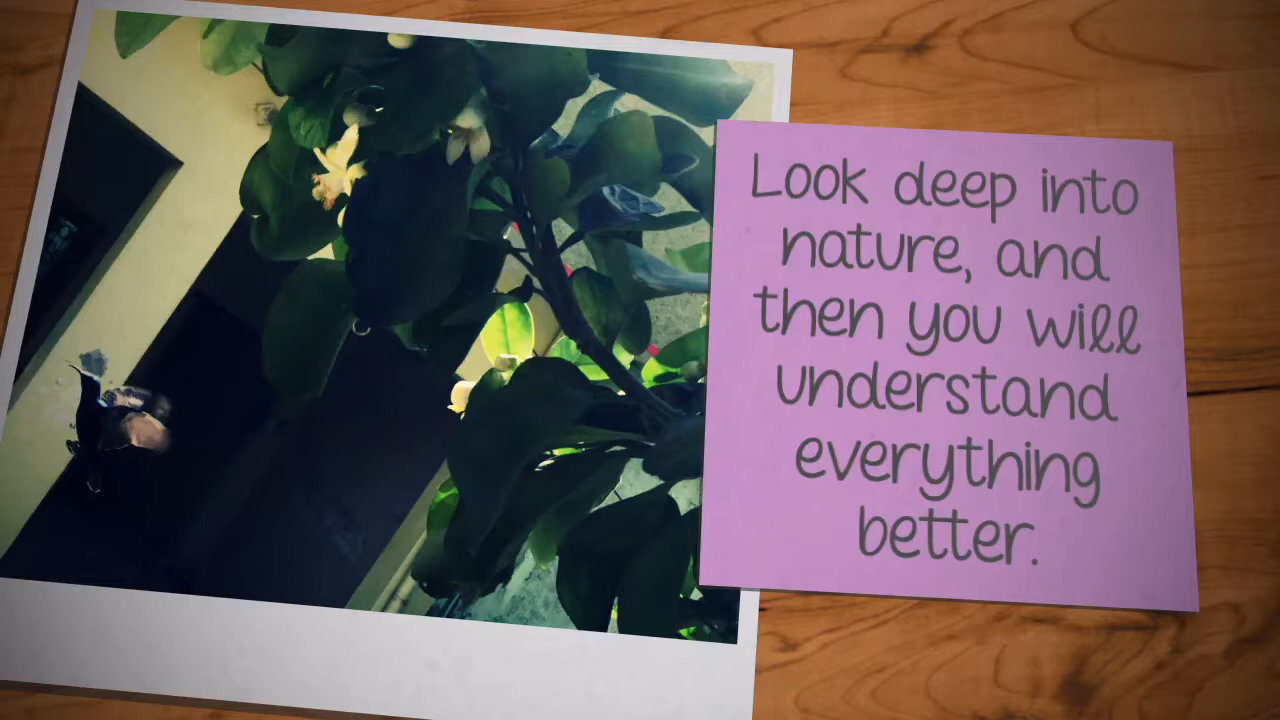 Look deep into
nature, and
then you will
understand
everything
better.